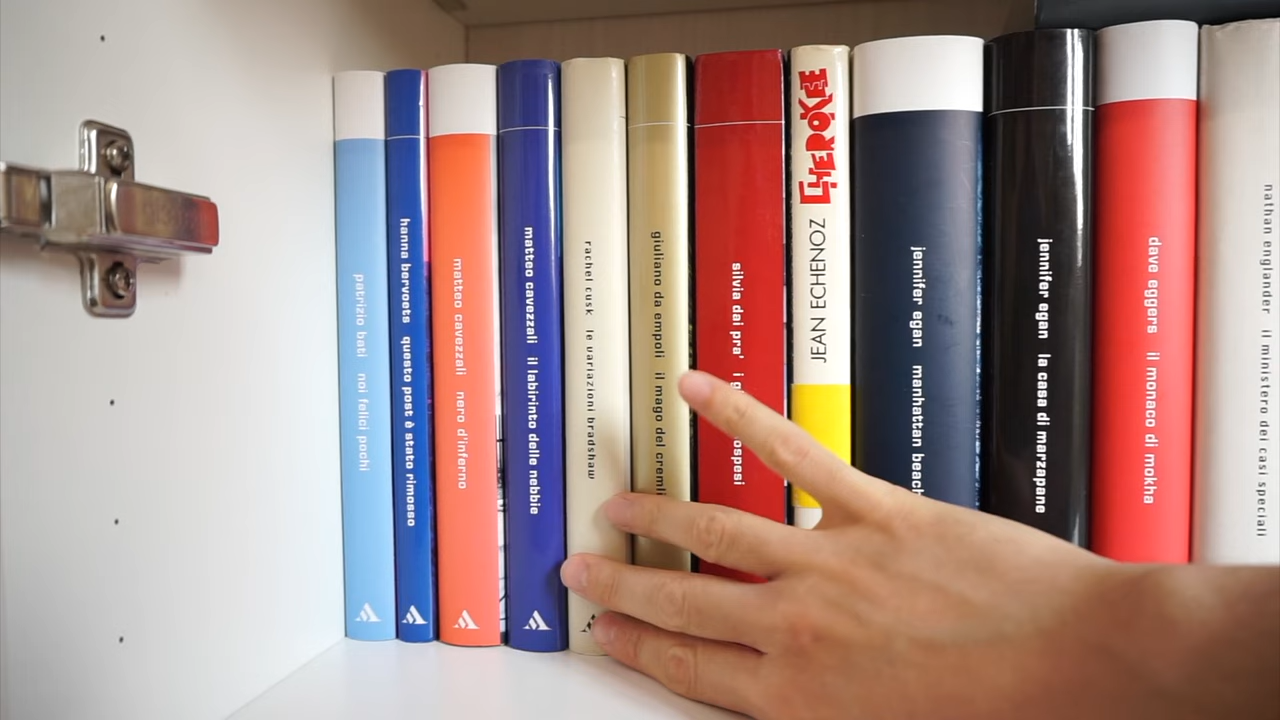 patrizio bati noi felici pochi
hanna bervoets questo post è stato rimosso
matteo cavezzali nero d'inferno
matteo cavezzali il labirinto delle nebbie
rachel cusk le variazioni bradshaw
giuliano da empoli il mago del cremli
silvia dai pra' i g ospesi
JEAN ECHENOZ CHEROKEE
jennifer egan manhattan beach
jennifer egan la casa di marzapane
dave eggers il monaco di mokha
nathan englander il ministero dei casi speciali